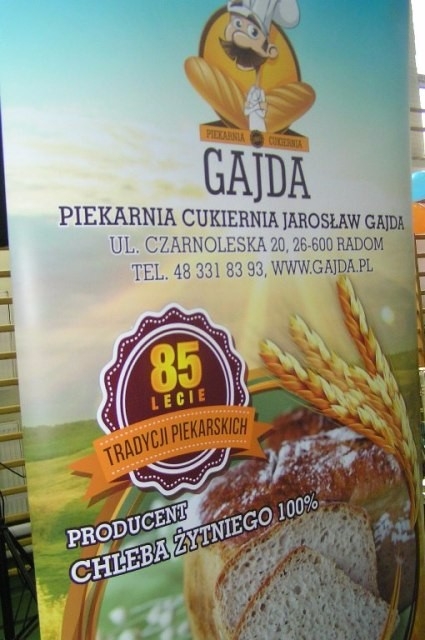 PIEKARNIA CUKIERNIA
GAJDA
PIEKARNIA CUKIERNIA JAROSŁAW GAJDA
UL. CZARNOLESKA 20, 26-600 RADOM
TEL. 48 331 83 93, WWW.GAJDA.PL
85
LECIE
TRADYCJI PIEKARSKICH
PRODUCENT
CHLEBA ŻYTNIEGO 100%